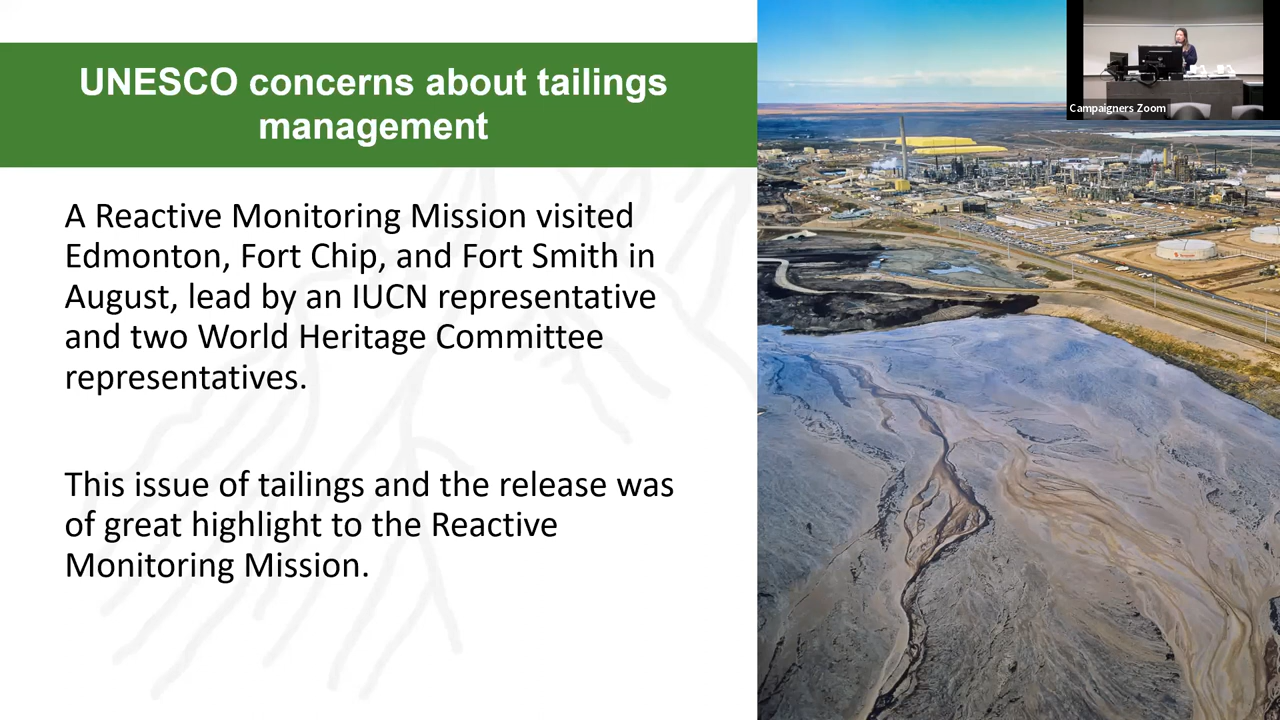 UNESCO concerns about tailings
management
Campaigners Zoom
A Reactive Monitoring Mission visited
Edmonton, Fort Chip, and Fort Smith in
August, lead by an IUCN representative
and two World Heritage Committee
representatives.
This issue of tailings and the release was
of great highlight to the Reactive
Monitoring Mission.